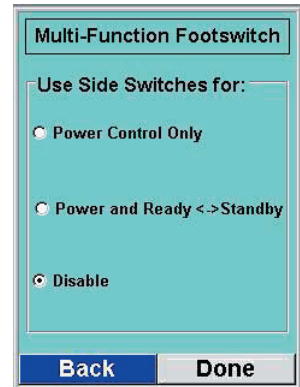 Multi-Function Footswitch
Use Side Switches for:
Power Control Only
Power and Ready <->Standby
Disable
Back
Done